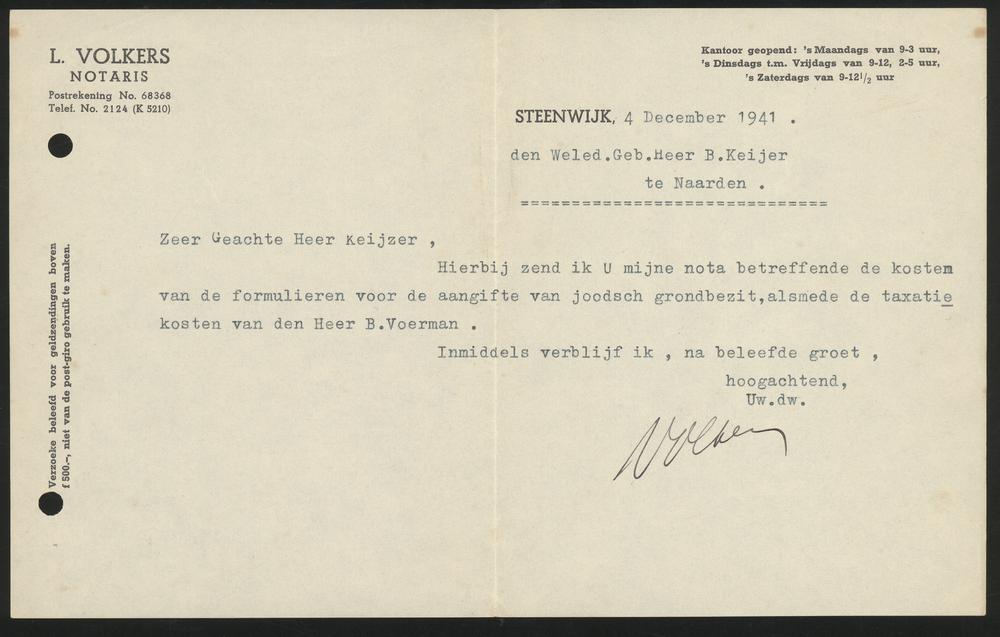 L. VOLKERS
NOTARIS
Postrekening No. 68368
Telef. No. 2124 (K 5210)
Kantoor geopend: 's Maandags van 9-3 uur,
's Dinsdags t.m. Vrijdags van 9-12, 2-5 uur,
's Zaterdags van 9-12½ uur
STEENWIJK, 4 December 1941 .
den Weled.Geb.Heer B.Keijer
te Naarden .
=============================
Zeer Geachte Heer Keijzer ,
Hierbij zend ik U mijne nota betreffende de kosten
van de formulieren voor de aangifte van joodsch grondbezit,alsmede de taxatie
kosten van den Heer B.Voerman .
Inmiddels verblijf ik , na beleefde groet ,
hoogachtend,
Uw.dw.
Volkers
Verzoeke beleefd voor geldzendingen boven
f 500.-, niet van de post-giro gebruik te maken.